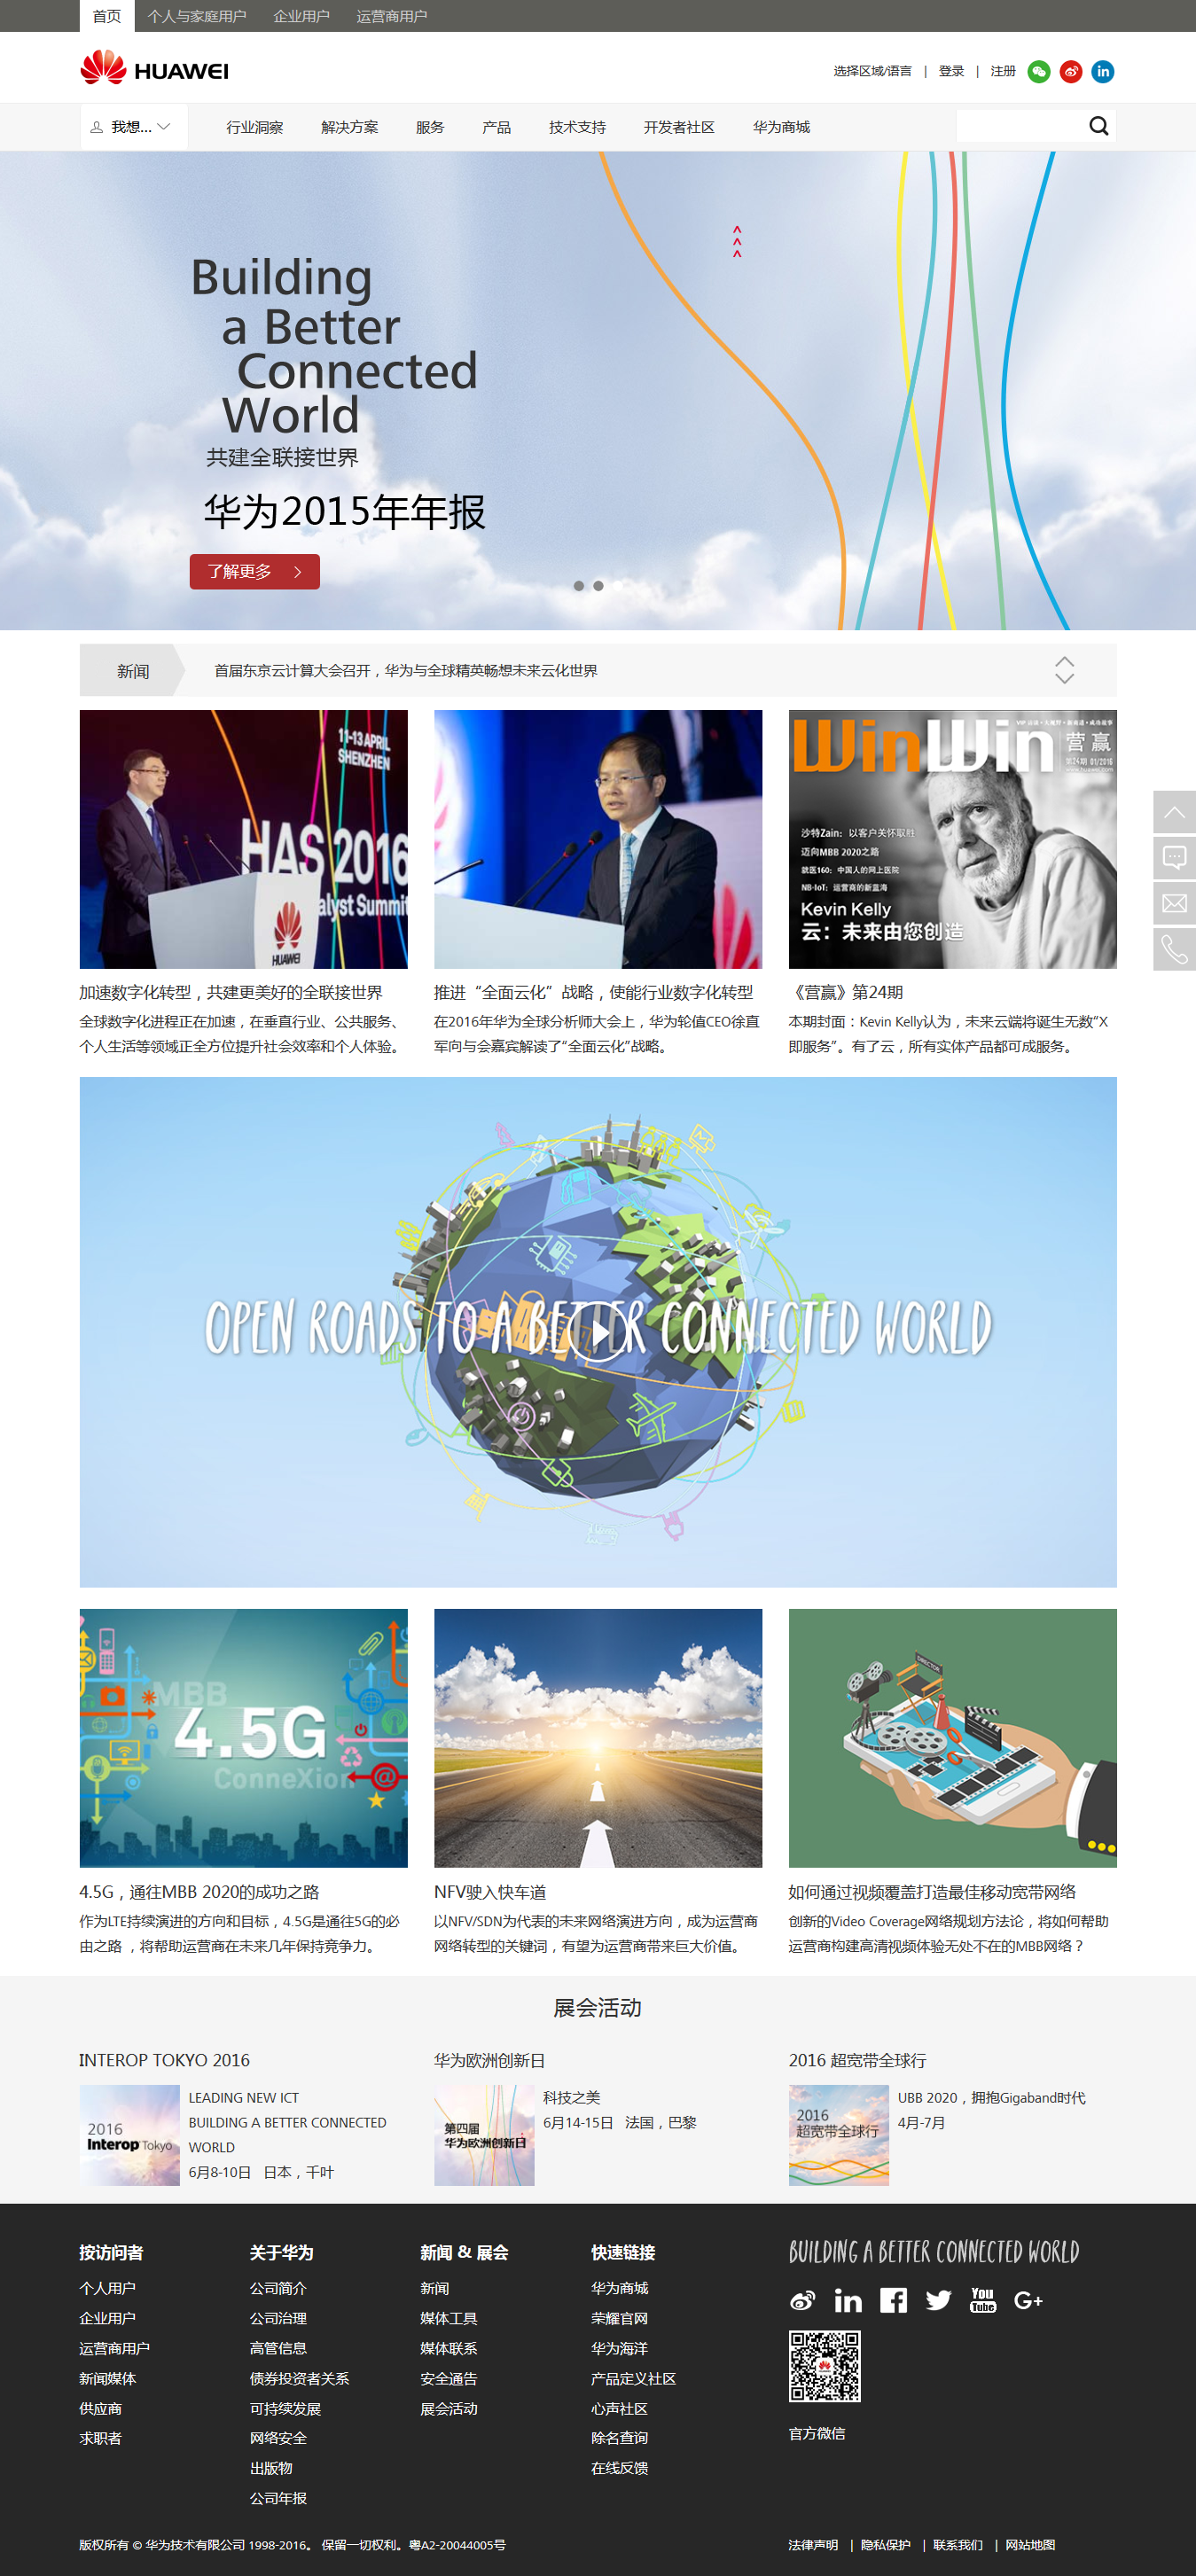 首页 个人与家庭用户 企业用户 运营商用户
HUAWEI
选择区域/语言 | 登录 | 注册
我想...
行业洞察 解决方案 服务 产品 技术支持 开发者社区 华为商城
Building
a Better
Connected
World
共建全联接世界
华为2015年年报
了解更多
新闻
首届东京云计算大会召开，华为与全球精英畅想未来云化世界
11-13 APRIL
SHENZHEN
HAS 2016
alyst Summit
HUAWEI
WinWin
营赢
第24期 01/2016
www.huawei.com
沙特Zain：以客户关怀取胜
迈向MBB 2020之路
就医160：中国人的网上医院
NB-IoT：运营商的新蓝海
Kevin Kelly
云：未来由您创造
加速数字化转型，共建更美好的全联接世界
全球数字化进程正在加速，在垂直行业、公共服务、
个人生活等领域正全方位提升社会效率和个人体验。
推进“全面云化”战略，使能行业数字化转型
在2016年华为全球分析师大会上，华为轮值CEO徐直
军向与会嘉宾解读了“全面云化”战略。
《营赢》第24期
本期封面：Kevin Kelly认为，未来云端将诞生无数“X
即服务”。有了云，所有实体产品都可成服务。
OPEN ROADS TO A BETTER CONNECTED WORLD
MBB
4.5G
ConneXion
DIRECTOR
4.5G，通往MBB 2020的成功之路
作为LTE持续演进的方向和目标，4.5G是通往5G的必
由之路 ，将帮助运营商在未来几年保持竞争力。
NFV驶入快车道
以NFV/SDN为代表的未来网络演进方向，成为运营商
网络转型的关键词，有望为运营商带来巨大价值。
如何通过视频覆盖打造最佳移动宽带网络
创新的Video Coverage网络规划方法论，将如何帮助
运营商构建高清视频体验无处不在的MBB网络？
展会活动
INTEROP TOKYO 2016
2016
Interop Tokyo
LEADING NEW ICT
BUILDING A BETTER CONNECTED
WORLD
6月8-10日 日本，千叶
华为欧洲创新日
第四届
华为欧洲创新日
科技之美
6月14-15日 法国，巴黎
2016 超宽带全球行
2016
超宽带全球行
UBB 2020，拥抱Gigaband时代
4月-7月
按访问者
个人用户
企业用户
运营商用户
新闻媒体
供应商
求职者
关于华为
公司简介
公司治理
高管信息
债券投资者关系
可持续发展
网络安全
出版物
公司年报
新闻 & 展会
新闻
媒体工具
媒体联系
安全通告
展会活动
快速链接
华为商城
荣耀官网
华为海洋
产品定义社区
心声社区
除名查询
在线反馈
BUILDING A BETTER CONNECTED WORLD
You
Tube
G+
官方微信
版权所有 © 华为技术有限公司 1998-2016。 保留一切权利。粤A2-20044005号
法律声明 | 隐私保护 | 联系我们 | 网站地图